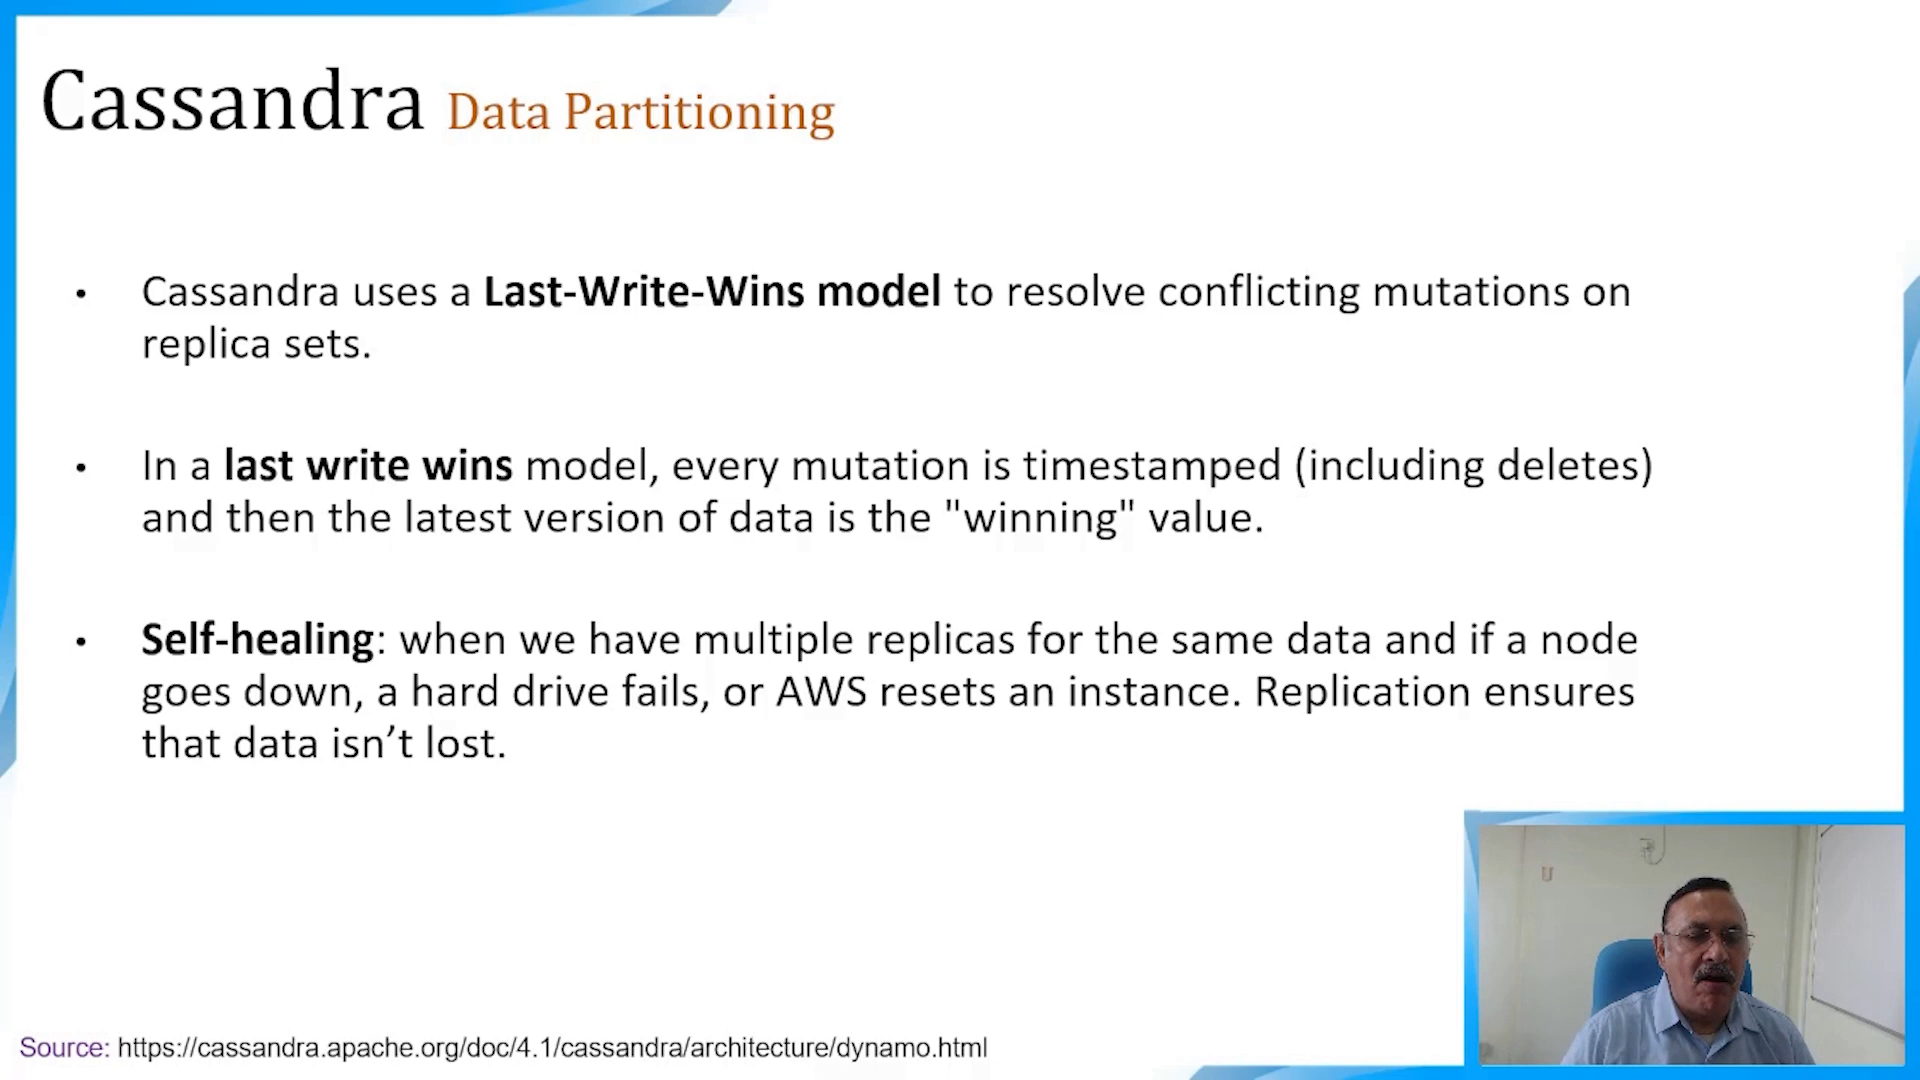 Cassandra Data Partitioning
• Cassandra uses a Last-Write-Wins model to resolve conflicting mutations on
replica sets.
• In a last write wins model, every mutation is timestamped (including deletes)
and then the latest version of data is the "winning" value.
• Self-healing: when we have multiple replicas for the same data and if a node
goes down, a hard drive fails, or AWS resets an instance. Replication ensures
that data isn’t lost.
Source: https://cassandra.apache.org/doc/4.1/cassandra/architecture/dynamo.html